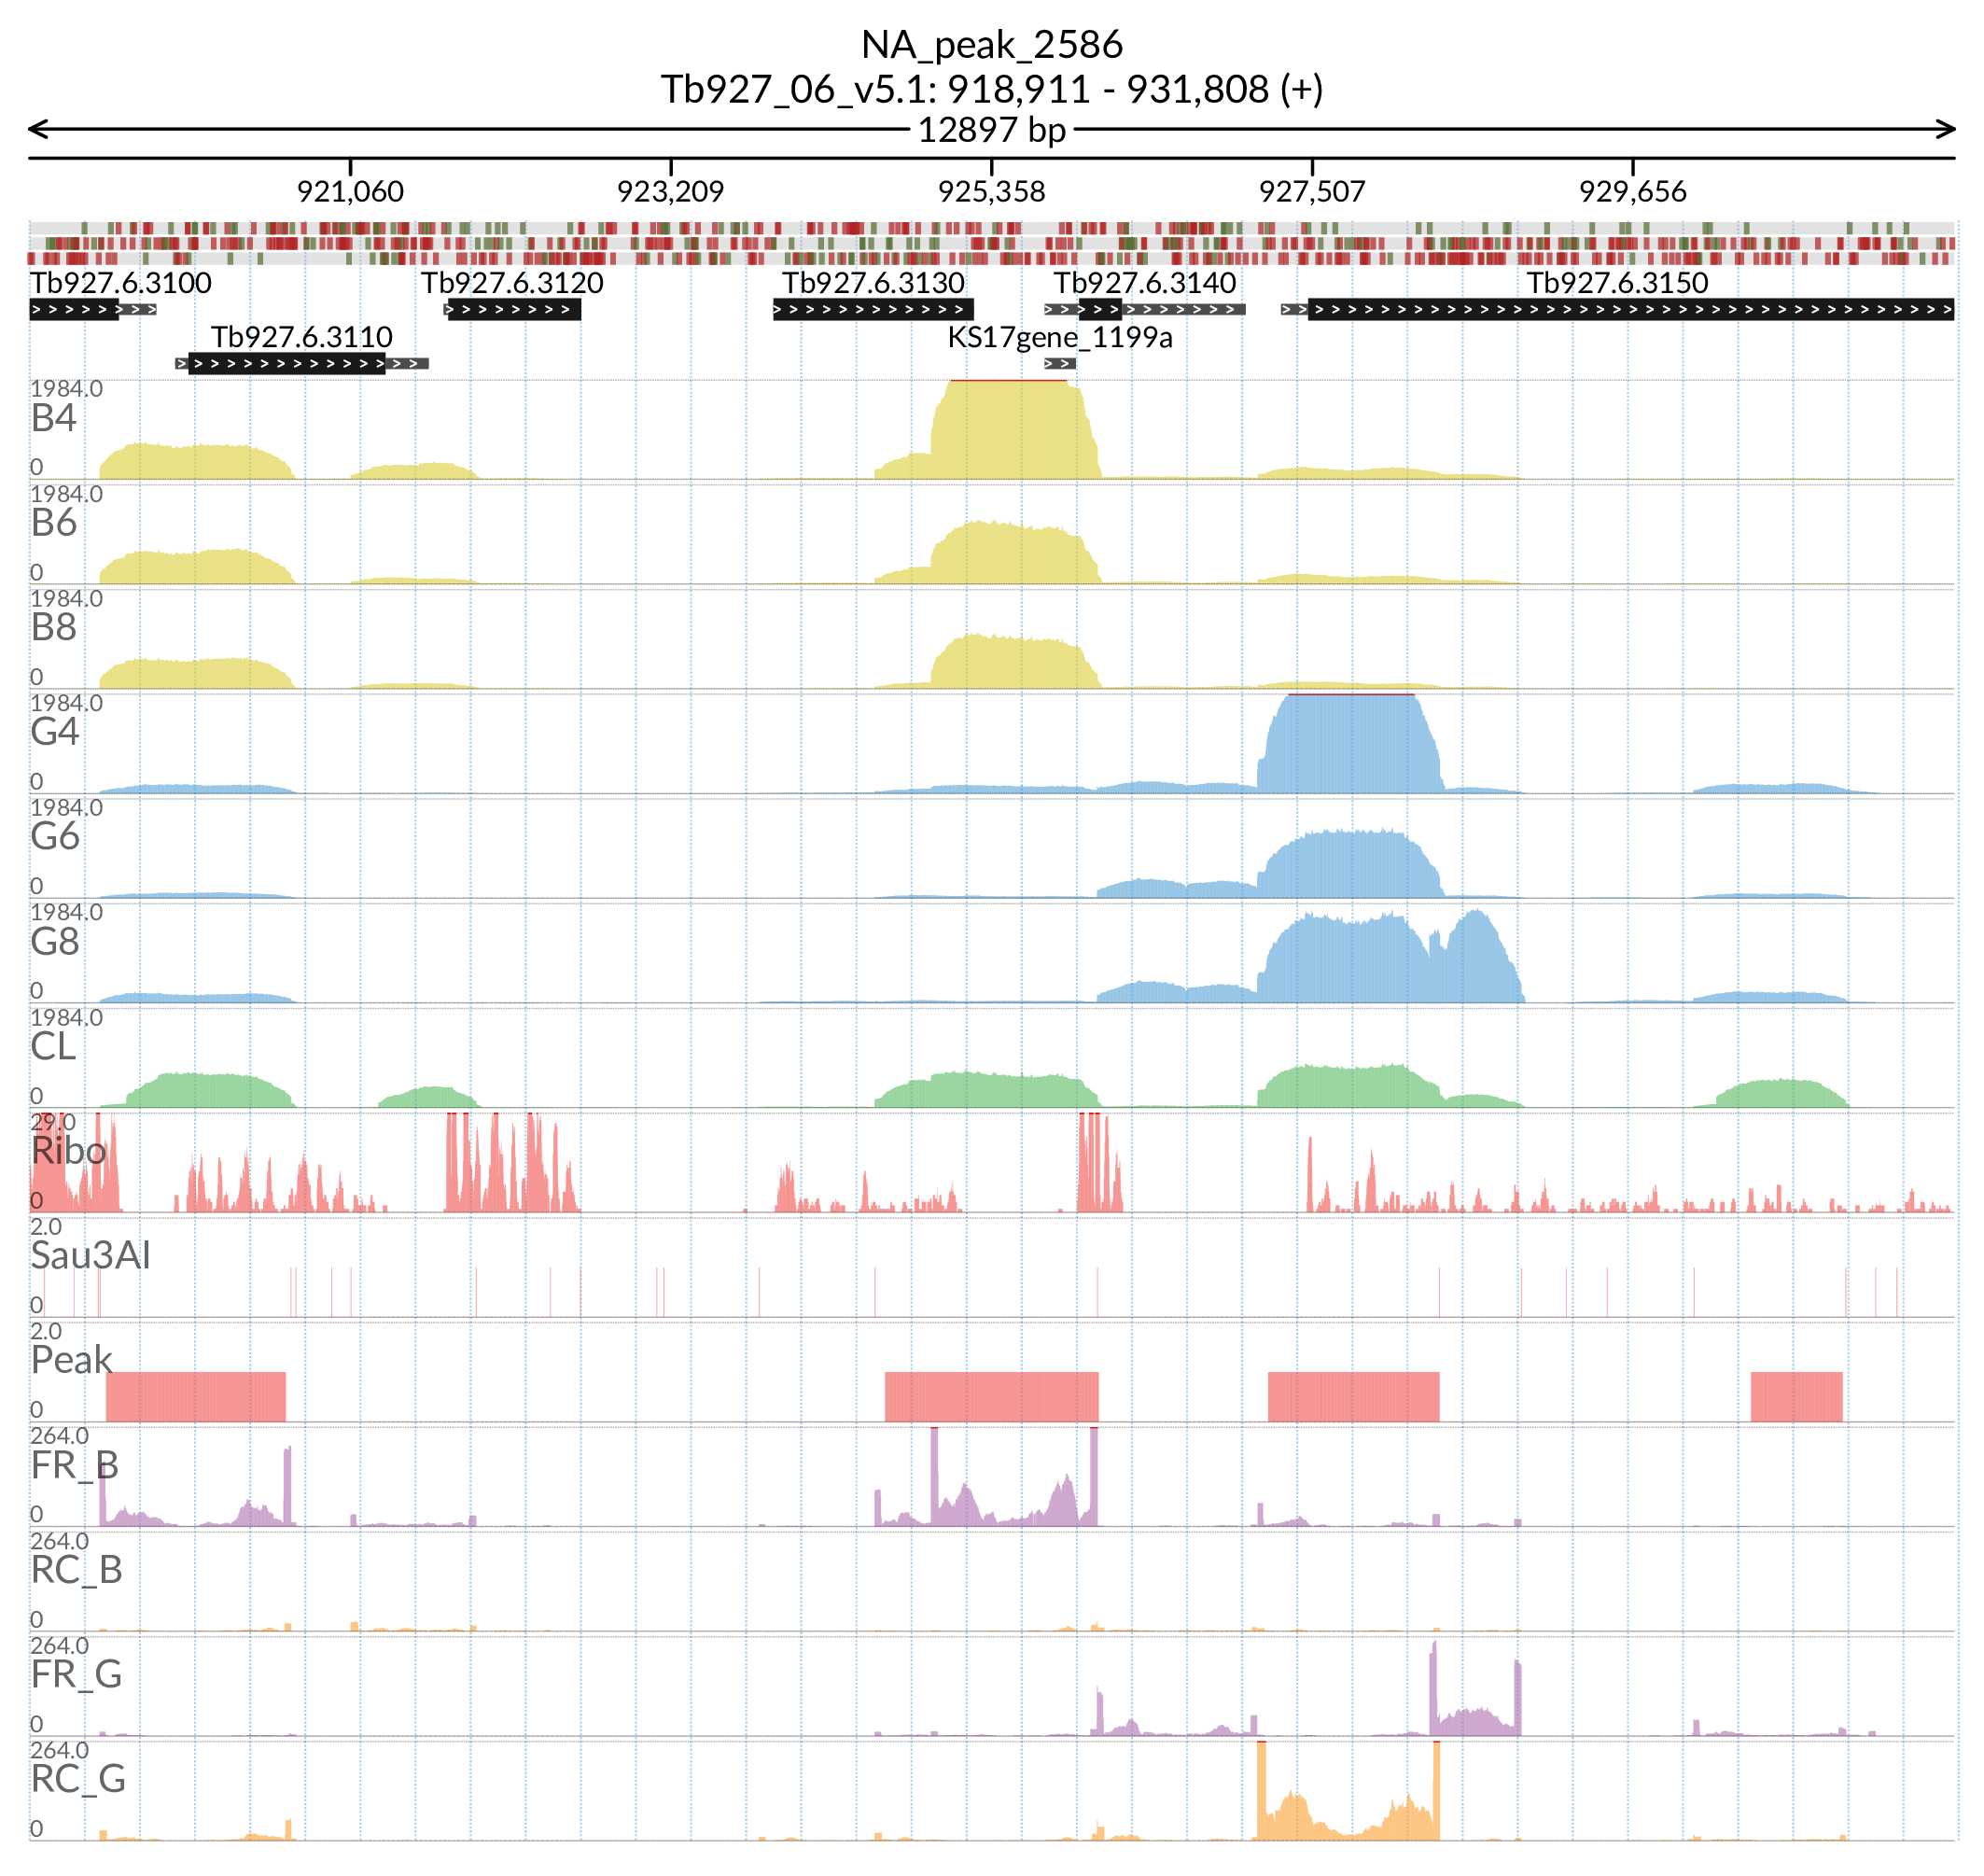 NA_peak_2586
Tb927_06_v5.1: 918,911 - 931,808 (+)
12897 bp
921,060 923,209 925,358 927,507 929,656
Tb927.6.3100 Tb927.6.3120 Tb927.6.3130 Tb927.6.3140 Tb927.6.3150
Tb927.6.3110 KS17gene_1199a
1984.0
B4
0
1984.0
B6
0
1984.0
B8
0
1984.0
G4
0
1984.0
G6
0
1984.0
G8
0
1984.0
CL
0
29.0
Ribo
0
2.0
Sau3AI
0
2.0
Peak
0
264.0
FR_B
0
264.0
RC_B
0
264.0
FR_G
0
264.0
RC_G
0